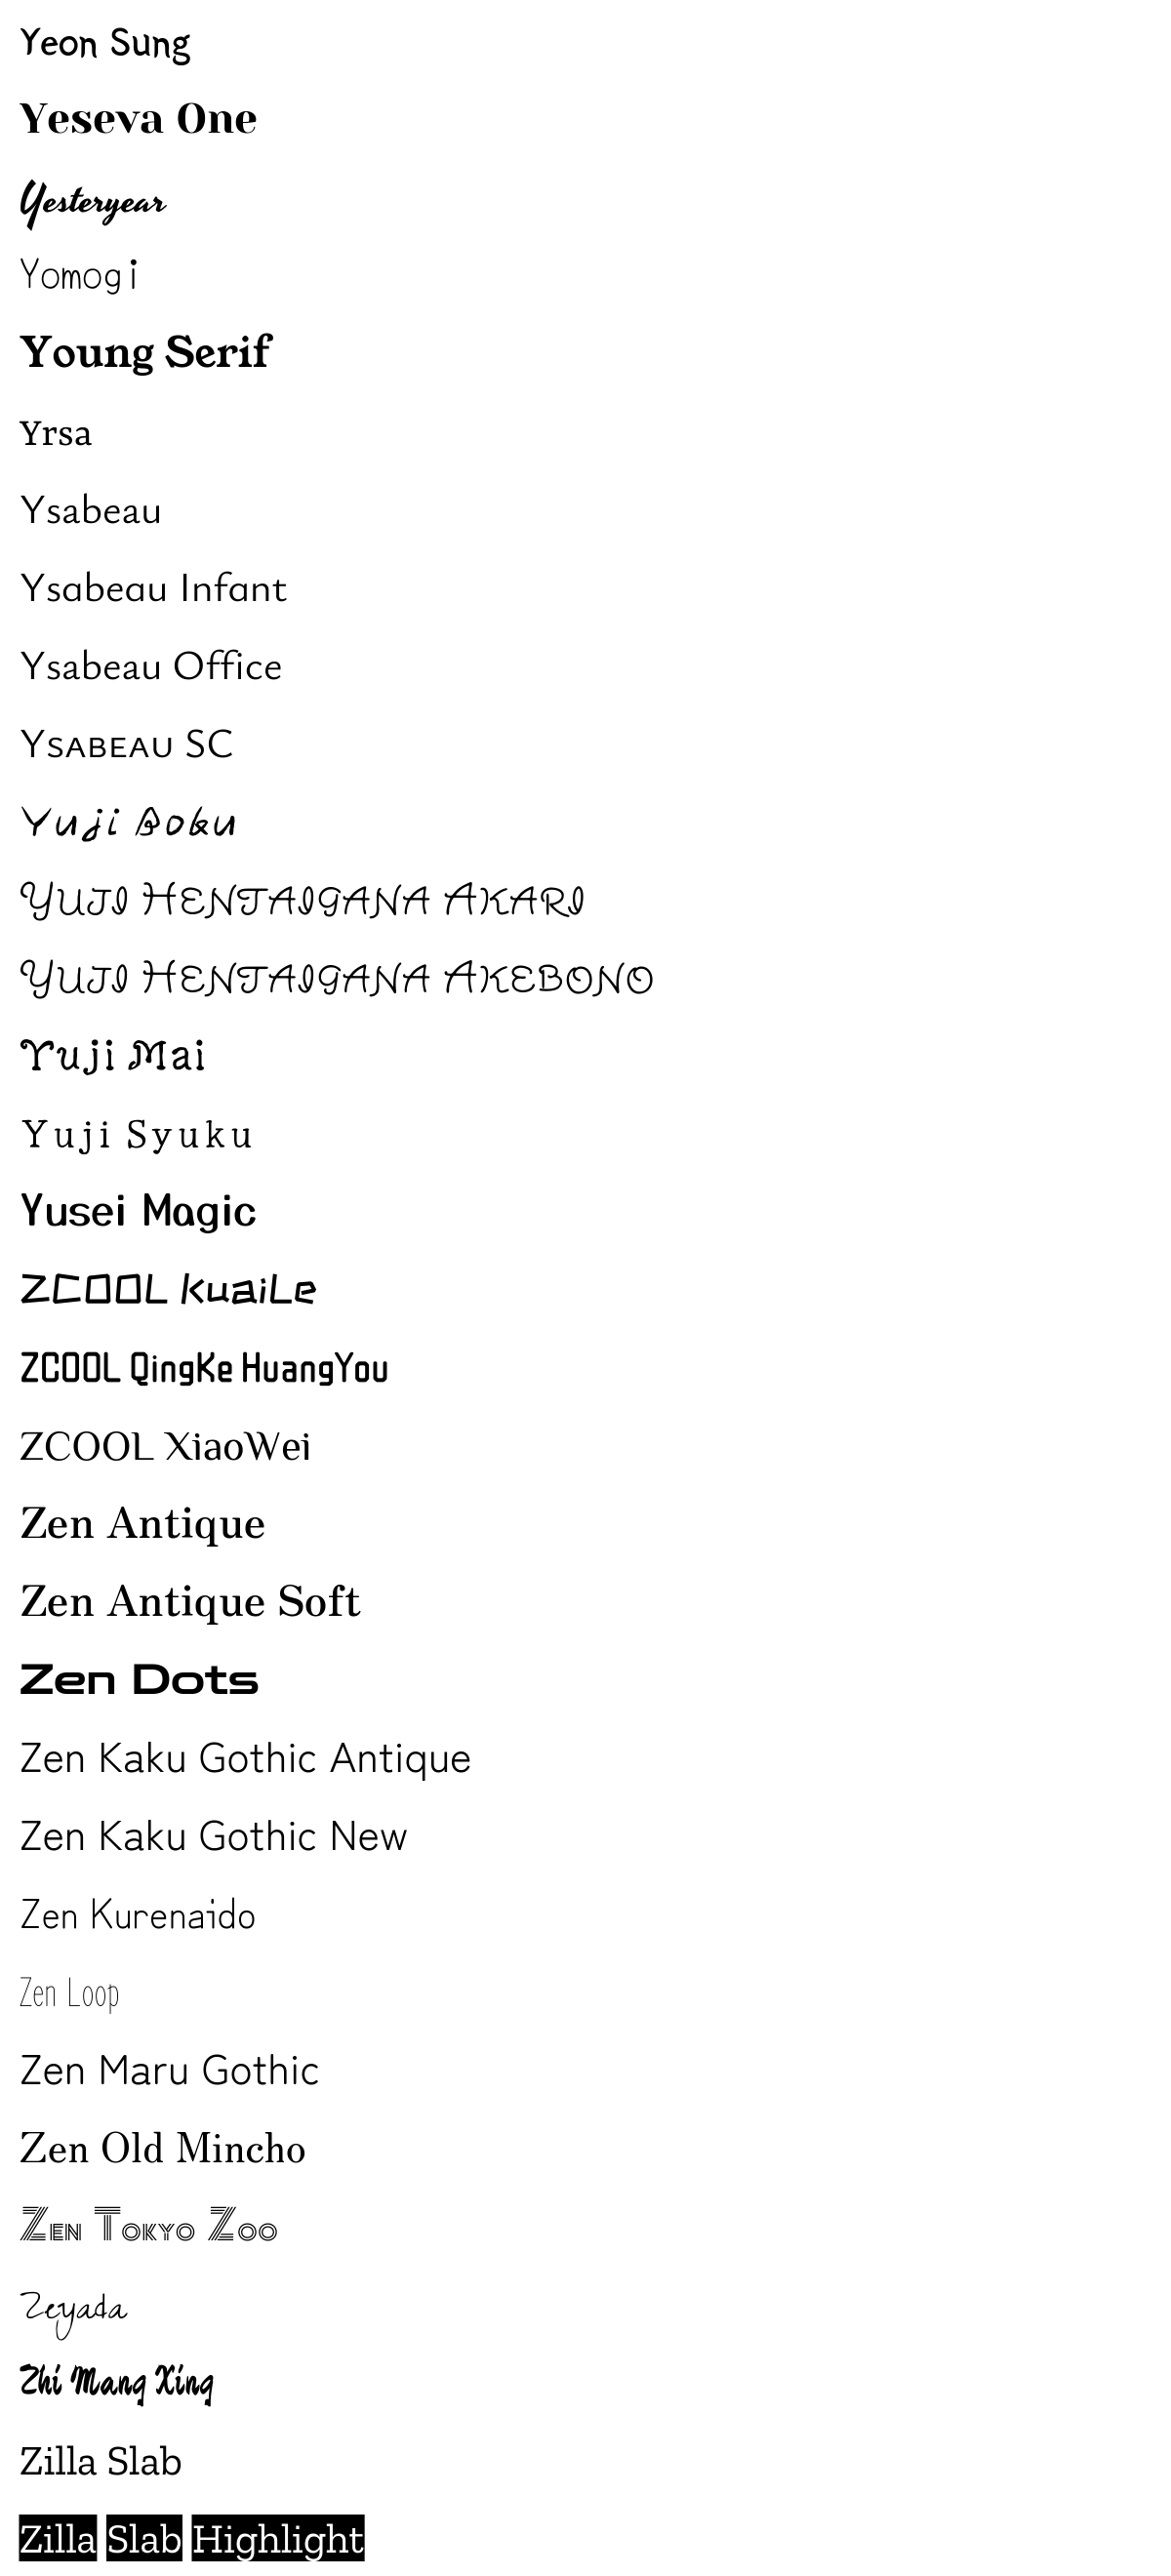 Yeon Sung
Yeseva One
Yesteryear
Yomogi
Young Serif
Yrsa
Ysabeau
Ysabeau Infant
Ysabeau Office
Ysabeau SC
Yuji Boku
Yuji Hentaigana Akari
Yuji Hentaigana Akebono
Yuji Mai
Yuji Syuku
Yusei Magic
ZCOOL KuaiLe
ZCOOL QingKe HuangYou
ZCOOL XiaoWei
Zen Antique
Zen Antique Soft
Zen Dots
Zen Kaku Gothic Antique
Zen Kaku Gothic New
Zen Kurenaido
Zen Loop
Zen Maru Gothic
Zen Old Mincho
Zen Tokyo Zoo
Zeyada
Zhi Mang Xing
Zilla Slab
Zilla Slab Highlight